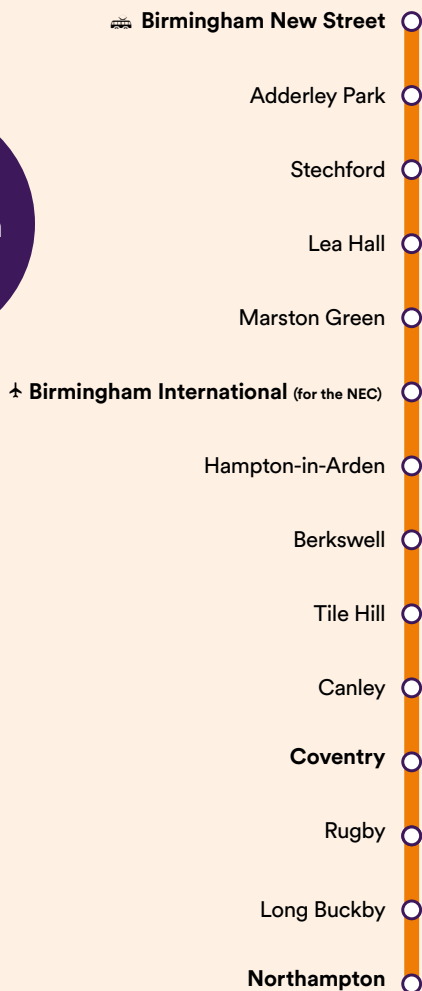 Birmingham New Street
Adderley Park
Stechford
Lea Hall
Marston Green
Birmingham International (for the NEC)
Hampton-in-Arden
Berkswell
Tile Hill
Canley
Coventry
Rugby
Long Buckby
Northampton